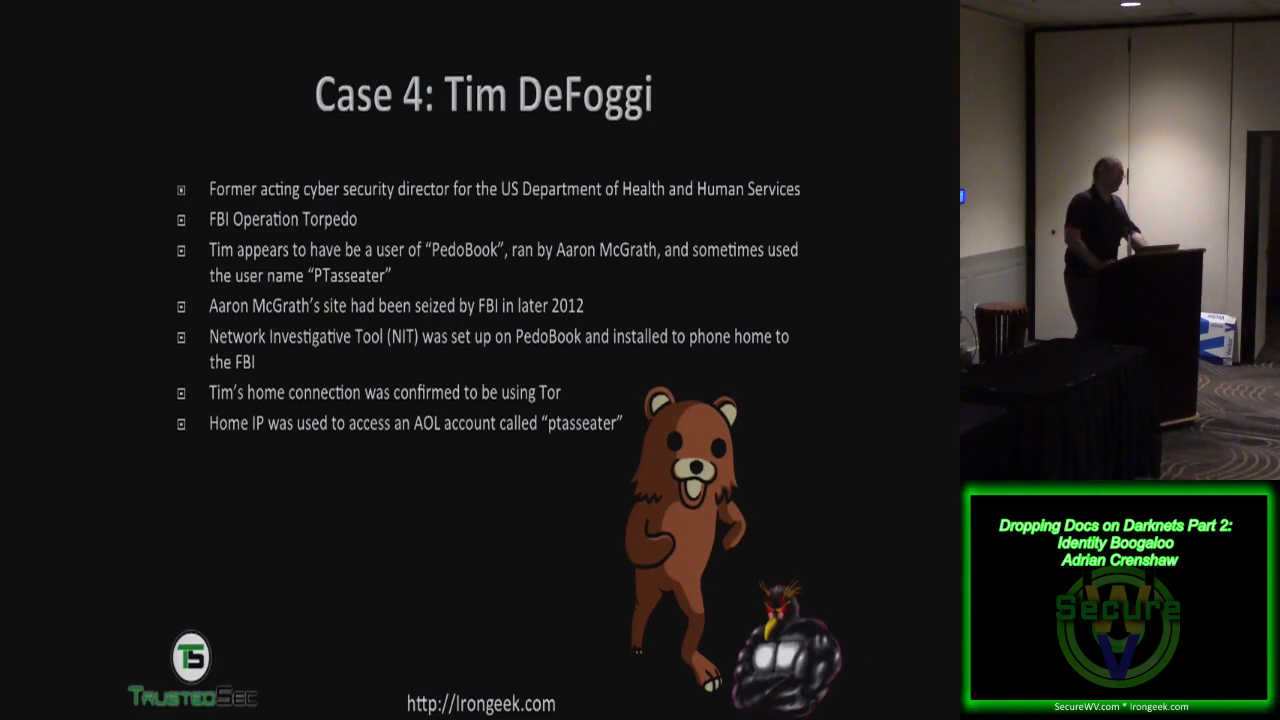 Case 4: Tim DeFoggi
Former acting cyber security director for the US Department of Health and Human Services
FBI Operation Torpedo
Tim appears to have be a user of “PedoBook”, ran by Aaron McGrath, and sometimes used
the user name “PTasseater”
Aaron McGrath’s site had been seized by FBI in later 2012
Network Investigative Tool (NIT) was set up on PedoBook and installed to phone home to
the FBI
Tim’s home connection was confirmed to be using Tor
Home IP was used to access an AOL account called “ptasseater”
TS
TRUSTEDSEC
http://Irongeek.com
Dropping Docs on Darknets Part 2:
Identity Boogaloo
Adrian Crenshaw
Secure
WV
SecureWV.com * Irongeek.com